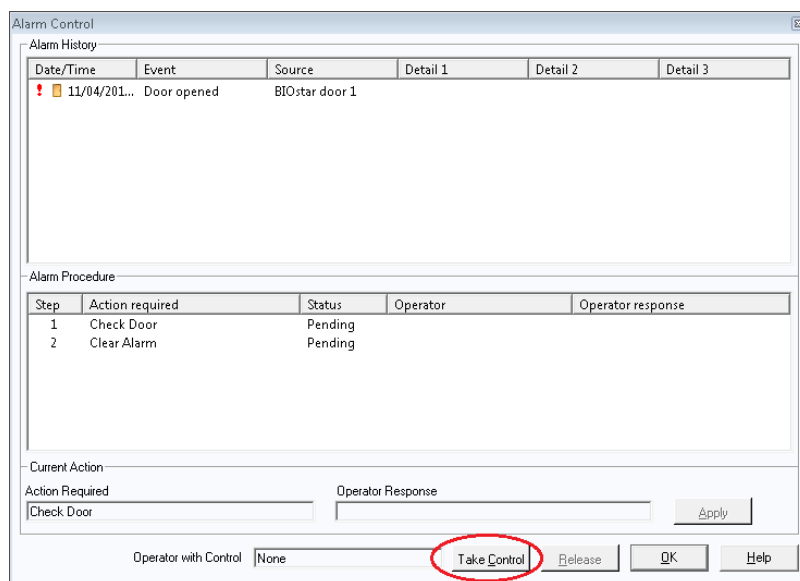 Alarm Control
Alarm History
Date/Time Event Source Detail 1 Detail 2 Detail 3
11/04/201... Door opened BIOstar door 1
Alarm Procedure
Step Action required Status Operator Operator response
1 Check Door Pending
2 Clear Alarm Pending
Current Action
Action Required Operator Response
Check Door
Apply
Operator with Control None Take Control Release OK Help